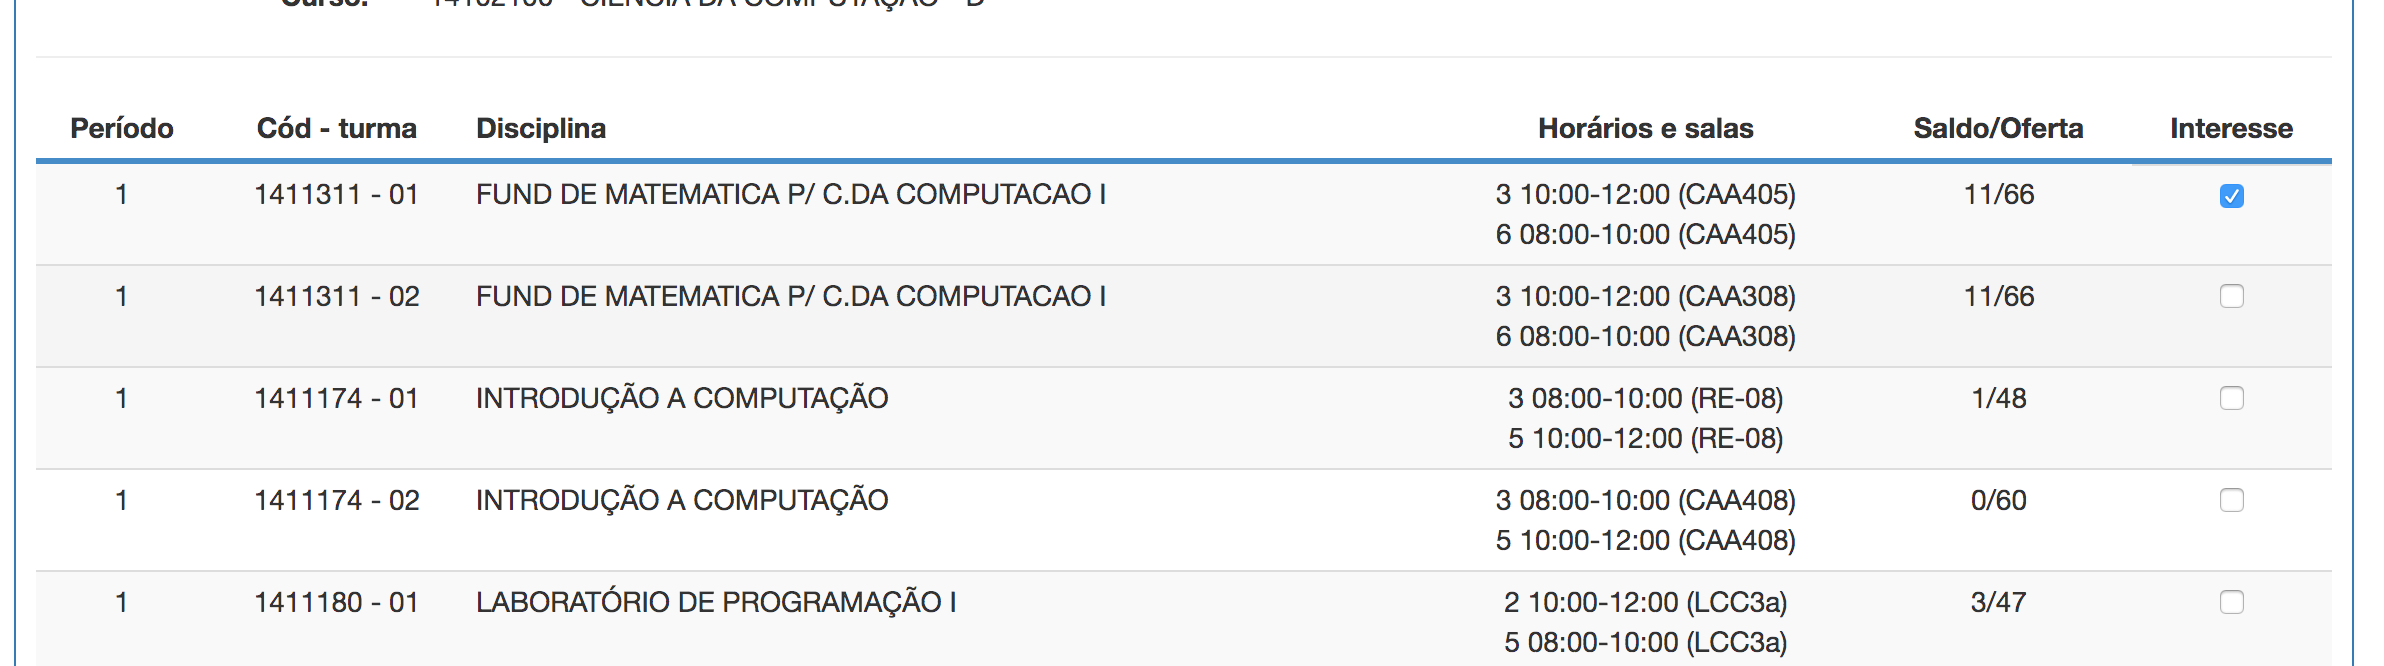 Curso: 14102100 - CIÊNCIA DA COMPUTAÇÃO - D
Período Cód - turma Disciplina Horários e salas Saldo/Oferta Interesse
1 1411311 - 01 FUND DE MATEMATICA P/ C.DA COMPUTACAO I 3 10:00-12:00 (CAA405) 11/66
6 08:00-10:00 (CAA405)
1 1411311 - 02 FUND DE MATEMATICA P/ C.DA COMPUTACAO I 3 10:00-12:00 (CAA308) 11/66
6 08:00-10:00 (CAA308)
1 1411174 - 01 INTRODUÇÃO A COMPUTAÇÃO 3 08:00-10:00 (RE-08) 1/48
5 10:00-12:00 (RE-08)
1 1411174 - 02 INTRODUÇÃO A COMPUTAÇÃO 3 08:00-10:00 (CAA408) 0/60
5 10:00-12:00 (CAA408)
1 1411180 - 01 LABORATÓRIO DE PROGRAMAÇÃO I 2 10:00-12:00 (LCC3a) 3/47
5 08:00-10:00 (LCC3a)